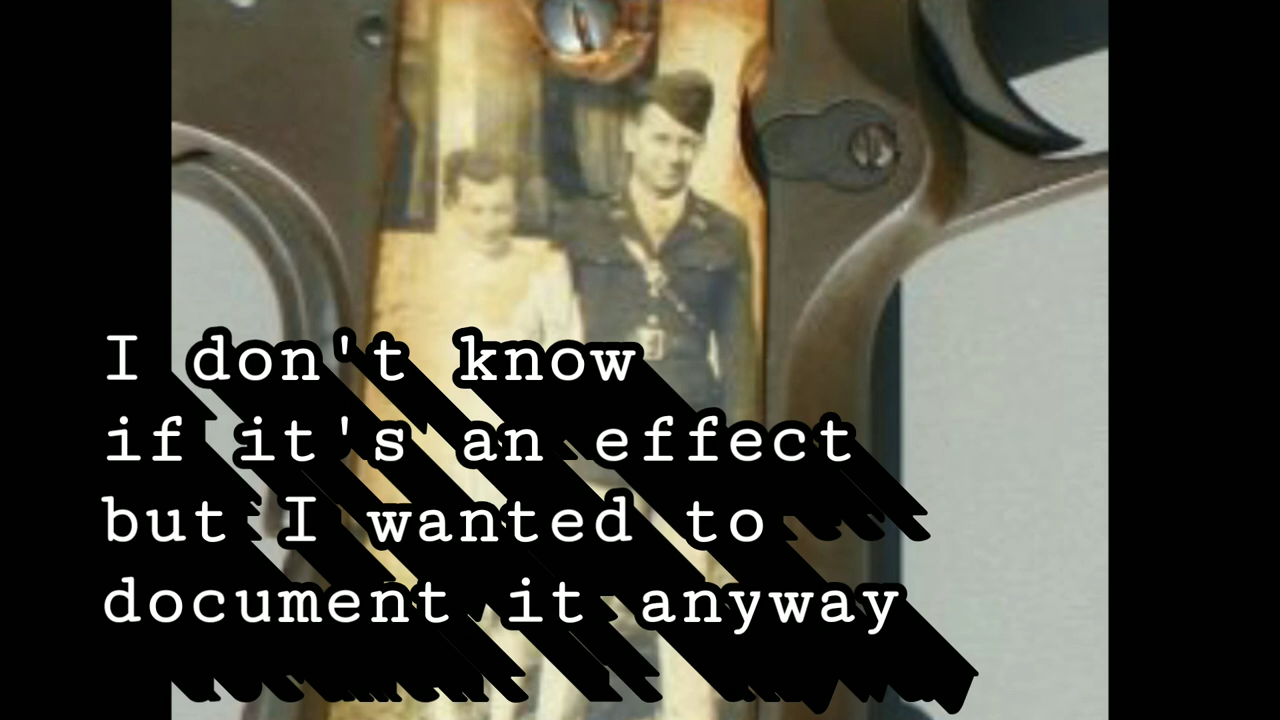 I don't know
if it's an effect
but I wanted to
document it anyway